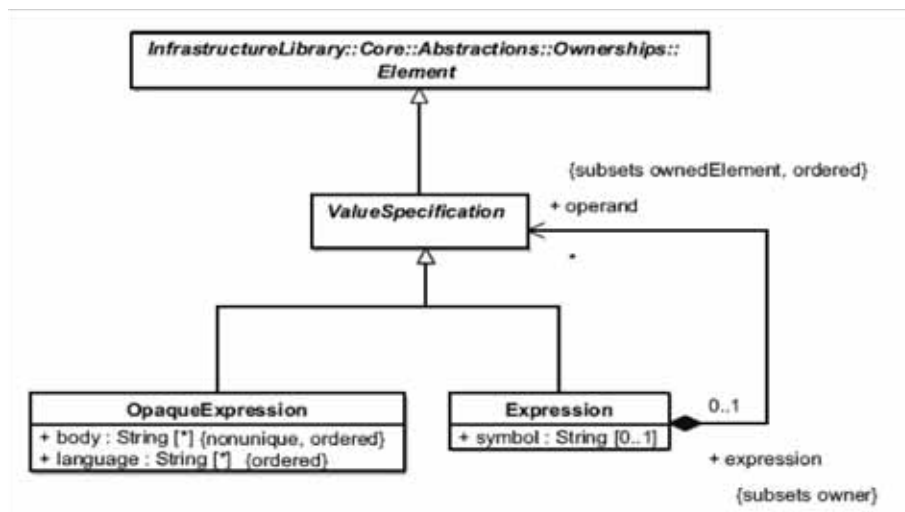 InfrastructureLibrary::Core::Abstractions::Ownerships::
Element
{subsets ownedElement, ordered}
ValueSpecification
+ operand
*
OpaqueExpression
+ body : String [*] {nonunique, ordered}
+ language : String [*] {ordered}
Expression
+ symbol : String [0..1]
0..1
+ expression
{subsets owner}